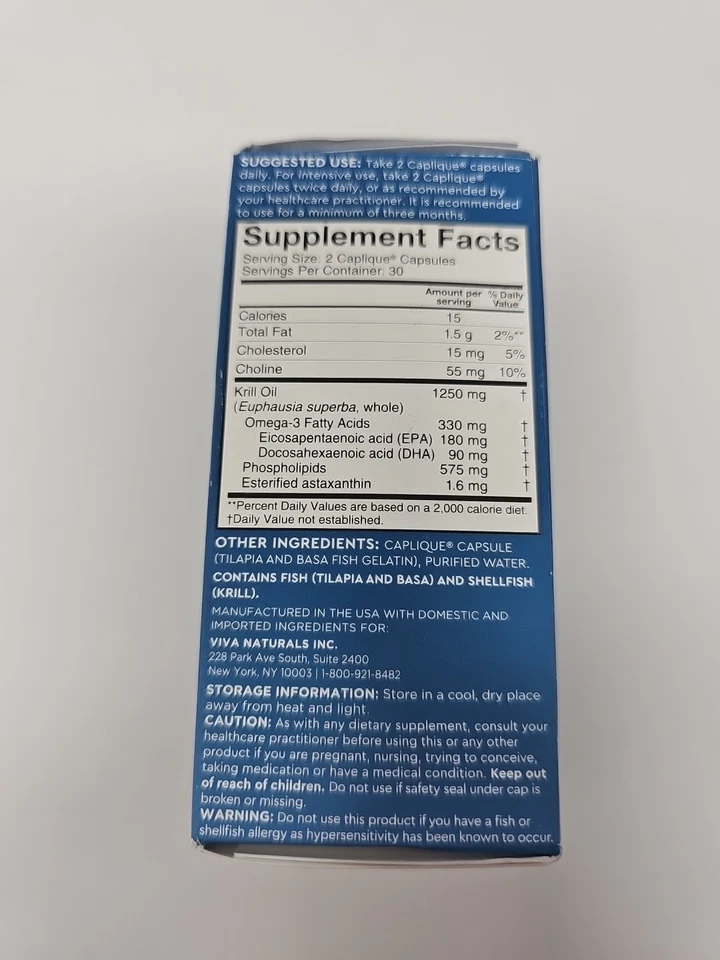 SUGGESTED USE: Take 2 Caplique® capsules
daily. For intensive use, take 2 Caplique®
capsules twice daily, or as recommended by
your healthcare practitioner. It is recommended
to use for a minimum of three months.
Supplement Facts
Serving Size: 2 Caplique® Capsules
Servings Per Container: 30
Amount per serving % Daily Value
Calories 15
Total Fat 1.5 g 2%**
Cholesterol 15 mg 5%
Choline 55 mg 10%
Krill Oil 1250 mg †
(Euphausia superba, whole)
Omega-3 Fatty Acids 330 mg †
Eicosapentaenoic acid (EPA) 180 mg †
Docosahexaenoic acid (DHA) 90 mg †
Phospholipids 575 mg †
Esterified astaxanthin 1.6 mg †
**Percent Daily Values are based on a 2,000 calorie diet.
†Daily Value not established.
OTHER INGREDIENTS: CAPLIQUE® CAPSULE
(TILAPIA AND BASA FISH GELATIN), PURIFIED WATER.
CONTAINS FISH (TILAPIA AND BASA) AND SHELLFISH
(KRILL).
MANUFACTURED IN THE USA WITH DOMESTIC AND
IMPORTED INGREDIENTS FOR:
VIVA NATURALS INC.
228 Park Ave South, Suite 2400
New York, NY 10003 | 1-800-921-8482
STORAGE INFORMATION: Store in a cool, dry place
away from heat and light.
CAUTION: As with any dietary supplement, consult your
healthcare practitioner before using this or any other
product if you are pregnant, nursing, trying to conceive,
taking medication or have a medical condition. Keep out
of reach of children. Do not use if safety seal under cap is
broken or missing.
WARNING: Do not use this product if you have a fish or
shellfish allergy as hypersensitivity has been known to occur.